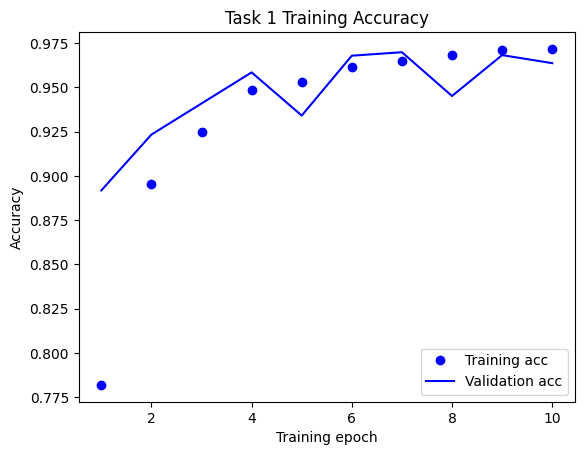 Task 1 Training Accuracy
Accuracy
0.975
0.950
0.925
0.900
0.875
0.850
0.825
0.800
0.775
2
4
6
8
10
Training epoch
Training acc
Validation acc